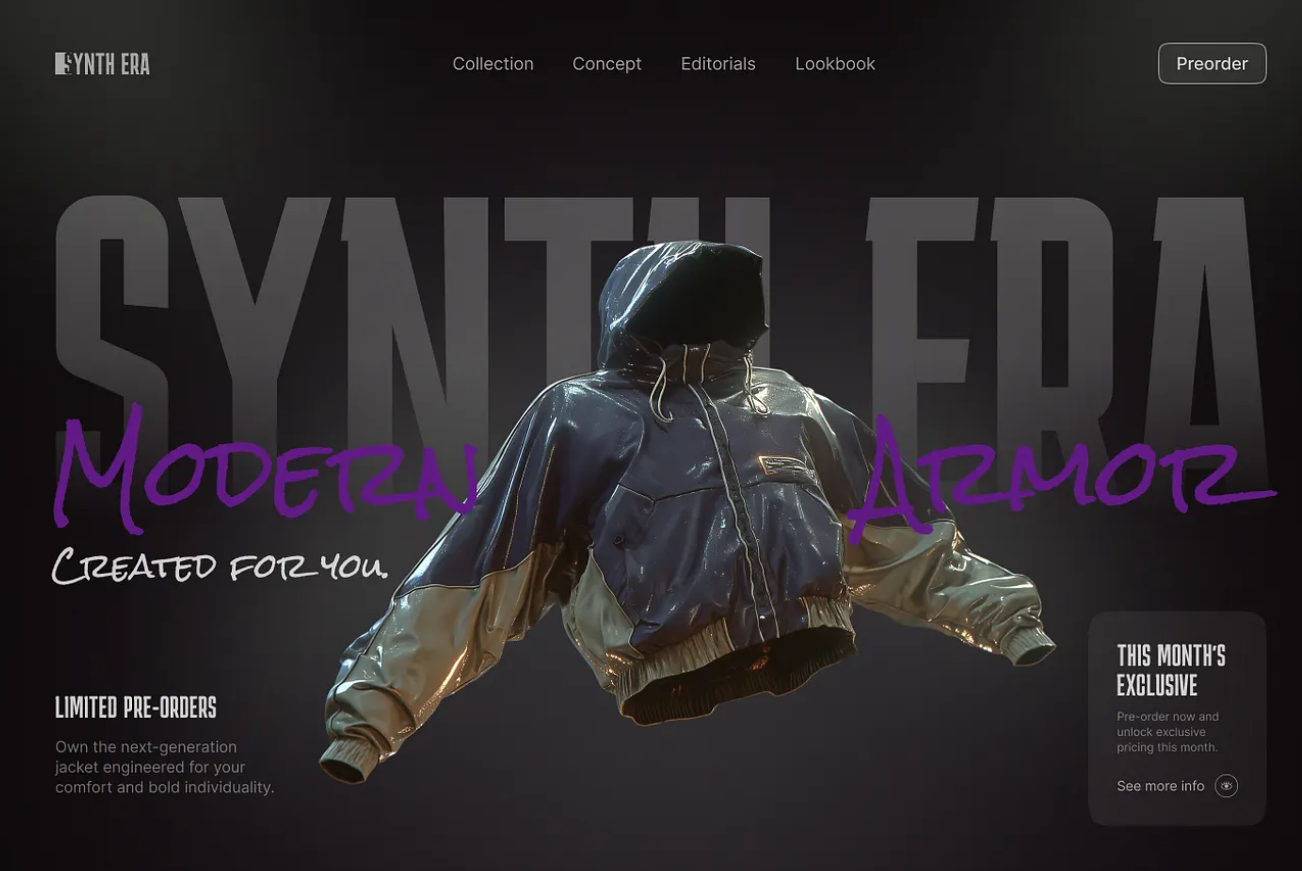 SYNTH ERA
Collection
Concept
Editorials
Lookbook
Preorder
SYNTH ERA
Modern Armor
Created for you.
LIMITED PRE-ORDERS
Own the next-generation
jacket engineered for your
comfort and bold individuality.
THIS MONTH'S
EXCLUSIVE
Pre-order now and
unlock exclusive
pricing this month.
See more info